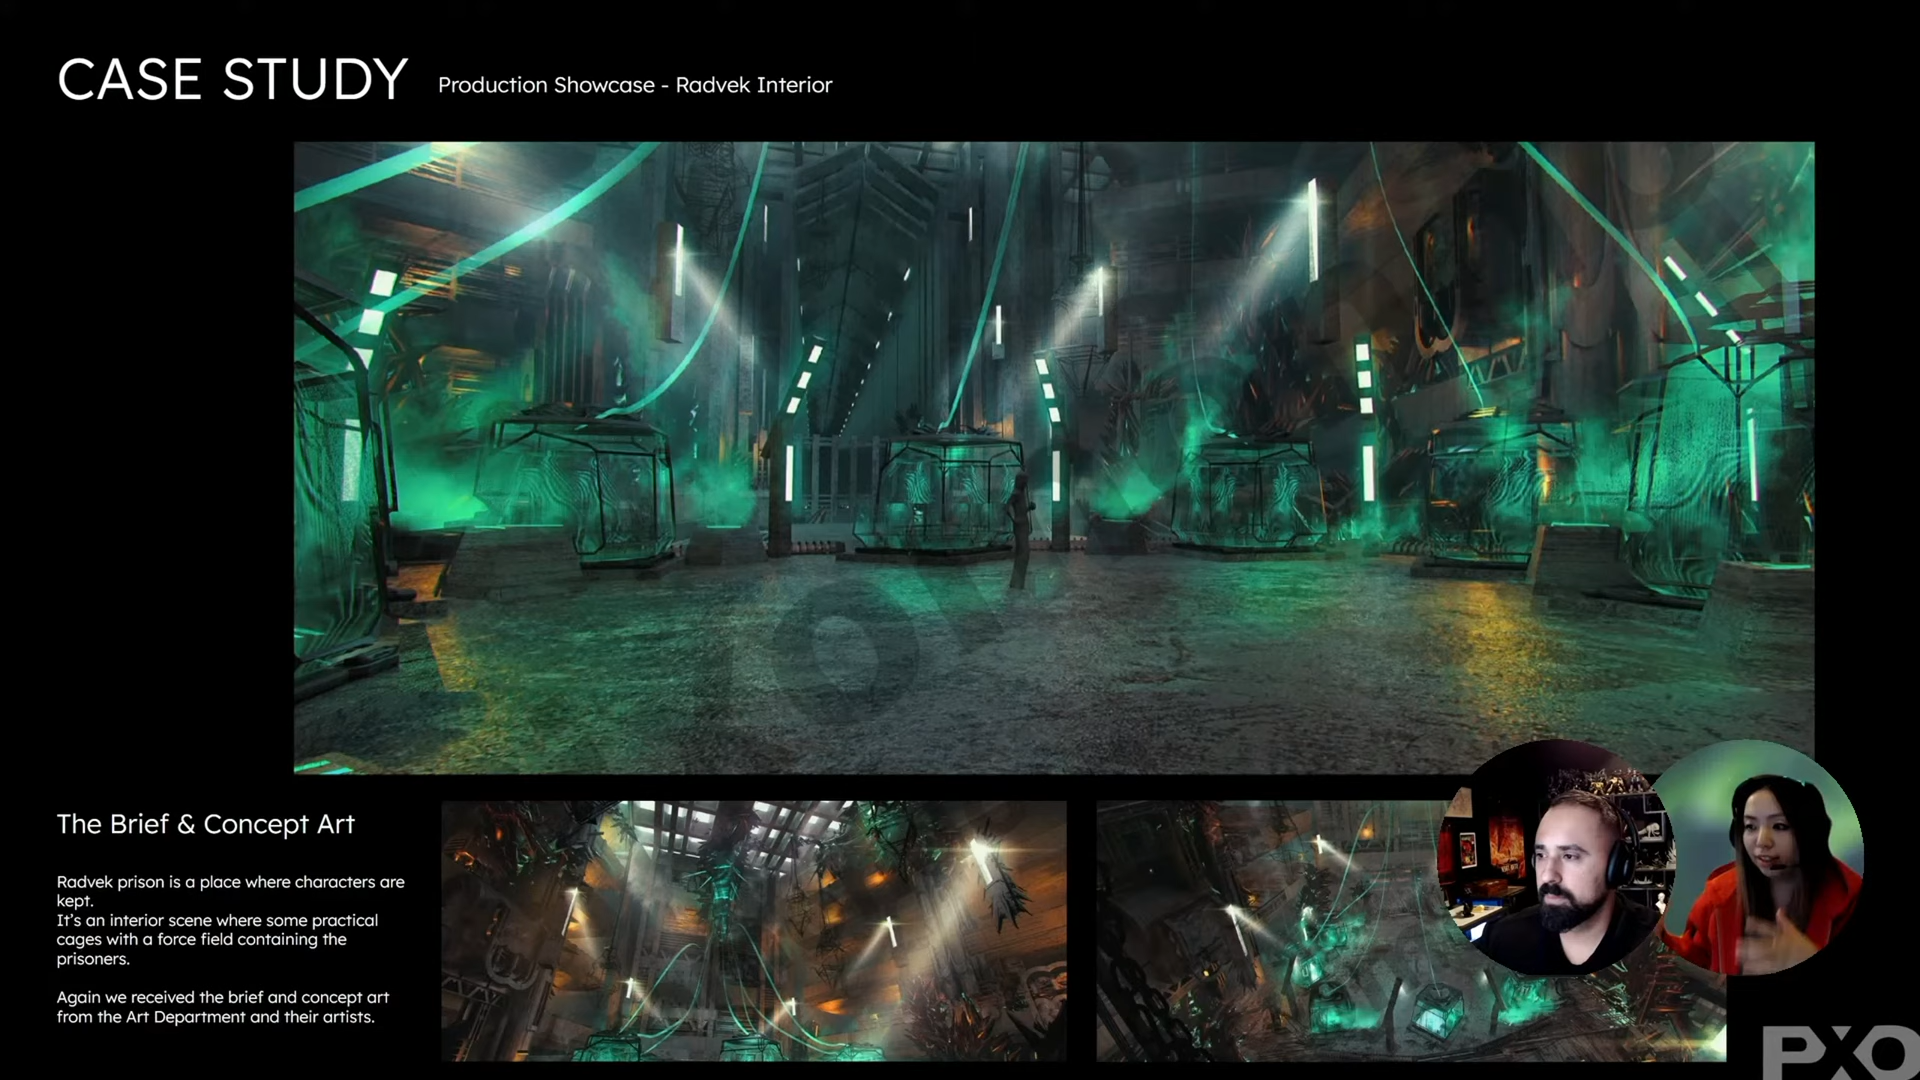 CASE STUDY
Production Showcase - Radvek Interior
The Brief & Concept Art
Radvek prison is a place where characters are
kept.
It's an interior scene where some practical
cages with a force field containing the
prisoners.
Again we received the brief and concept art
from the Art Department and their artists.
PXO